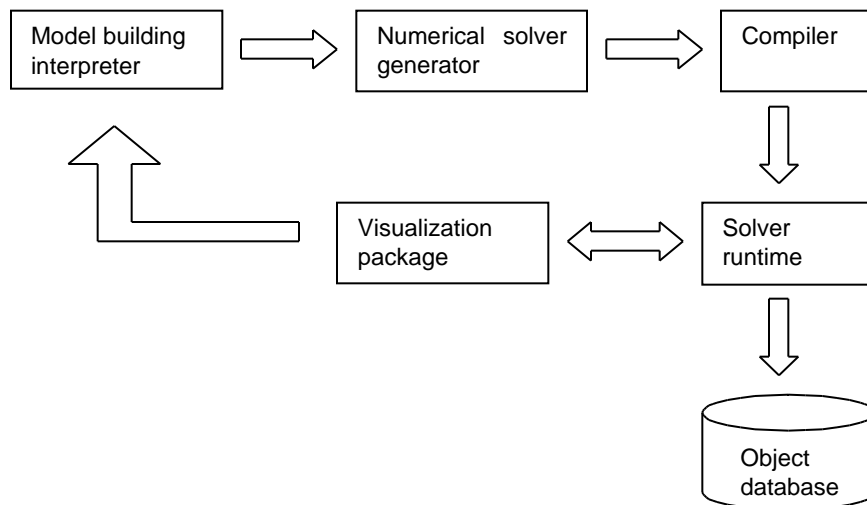 Model building
interpreter
Numerical solver
generator
Compiler
Visualization
package
Solver
runtime
Object
database